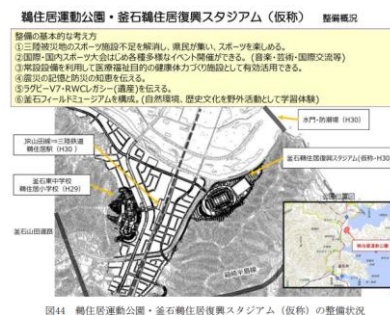 鵜住居運動公園・釜石鵜住居復興スタジアム（仮称） 整備概況
整備の基本的な考え方
①三陸被災地のスポーツ施設不足を解消し、県民が集い、スポーツを楽しめる。
②国際・国内スポーツ大会はじめ各種多様なイベント開催ができる。（音楽・芸術・国際交流等）
③常設設備を利用して医療福祉目的の健康体力づくり施設として有効活用できる。
④震災の記憶と防災の知恵を伝える。
⑤ラグビーV7・RWCレガシー（遺産）を伝える。
⑥釜石フィールドミュージアムを構成。（自然環境、歴史文化を野外活動として学習体験）
水門・防潮堤（H30）
JR山田線⇒三陸鉄道
鵜住居駅（H30）
釜石鵜住居復興スタジアム（仮称・H30）
釜石東中学校
鵜住居小学校（H29）
釜石山田道路
箱崎半島線
鵜住居運動公園
図44　鵜住居運動公園・釜石鵜住居復興スタジアム（仮称）の整備状況